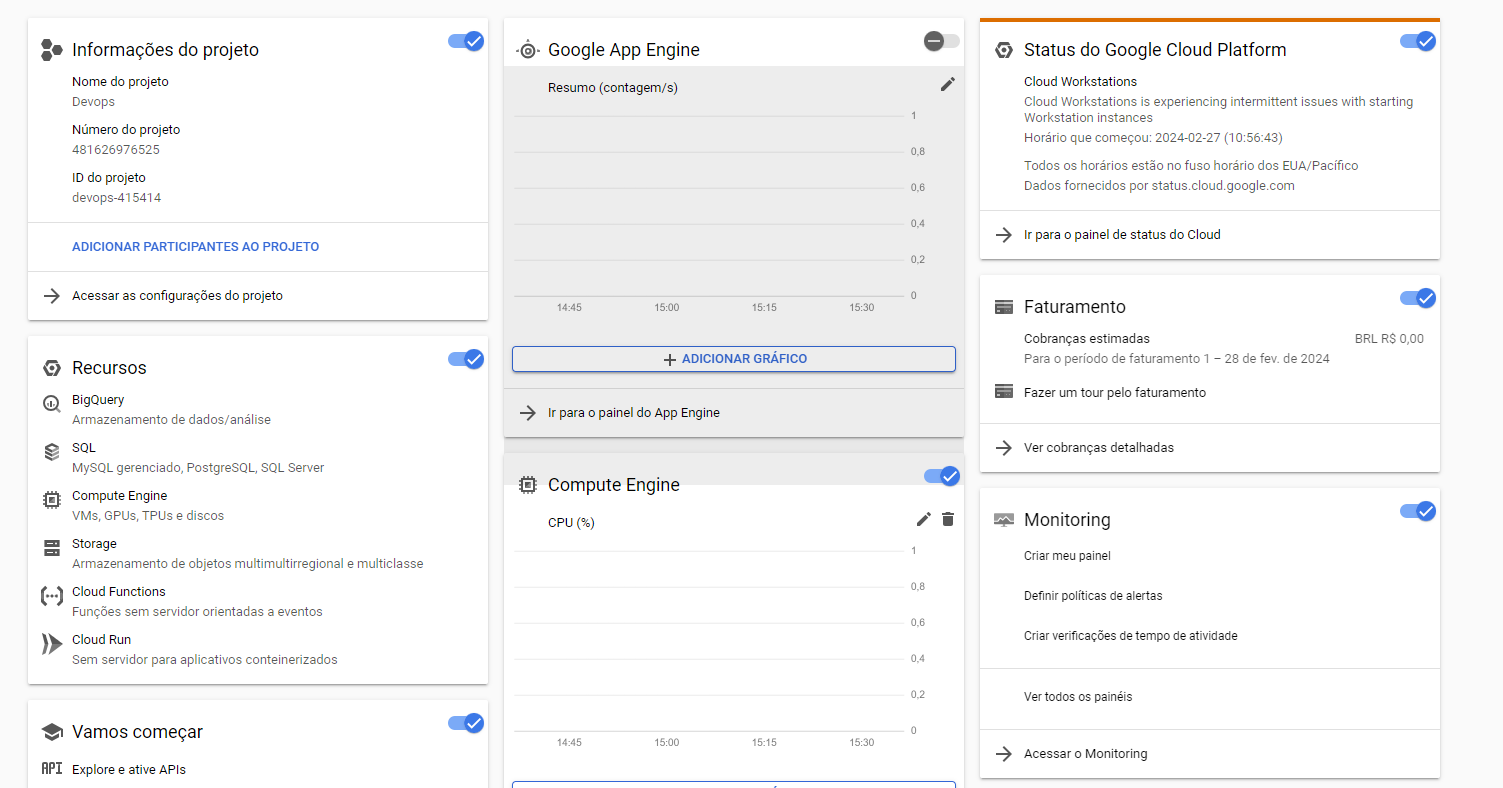 Informações do projeto
Nome do projeto
Devops
Número do projeto
481626976525
ID do projeto
devops-415414
ADICIONAR PARTICIPANTES AO PROJETO
Acessar as configurações do projeto
Recursos
BigQuery
Armazenamento de dados/análise
SQL
MySQL gerenciado, PostgreSQL, SQL Server
Compute Engine
VMs, GPUs, TPUs e discos
Storage
Armazenamento de objetos multimultirregional e multiclasse
Cloud Functions
Funções sem servidor orientadas a eventos
Cloud Run
Sem servidor para aplicativos conteinerizados
Vamos começar
API Explore e ative APIs
Google App Engine
Resumo (contagem/s)
1
0,8
0,6
0,4
0,2
0
14:45 15:00 15:15 15:30
ADICIONAR GRÁFICO
Ir para o painel do App Engine
Compute Engine
CPU (%)
1
0,8
0,6
0,4
0,2
0
14:45 15:00 15:15 15:30
Status do Google Cloud Platform
Cloud Workstations
Cloud Workstations is experiencing intermittent issues with starting
Workstation instances
Horário que começou: 2024-02-27 (10:56:43)
Todos os horários estão no fuso horário dos EUA/Pacífico
Dados fornecidos por status.cloud.google.com
Ir para o painel de status do Cloud
Faturamento
Cobranças estimadas BRL R$ 0,00
Para o período de faturamento 1 – 28 de fev. de 2024
Fazer um tour pelo faturamento
Ver cobranças detalhadas
Monitoring
Criar meu painel
Definir políticas de alertas
Criar verificações de tempo de atividade
Ver todos os painéis
Acessar o Monitoring